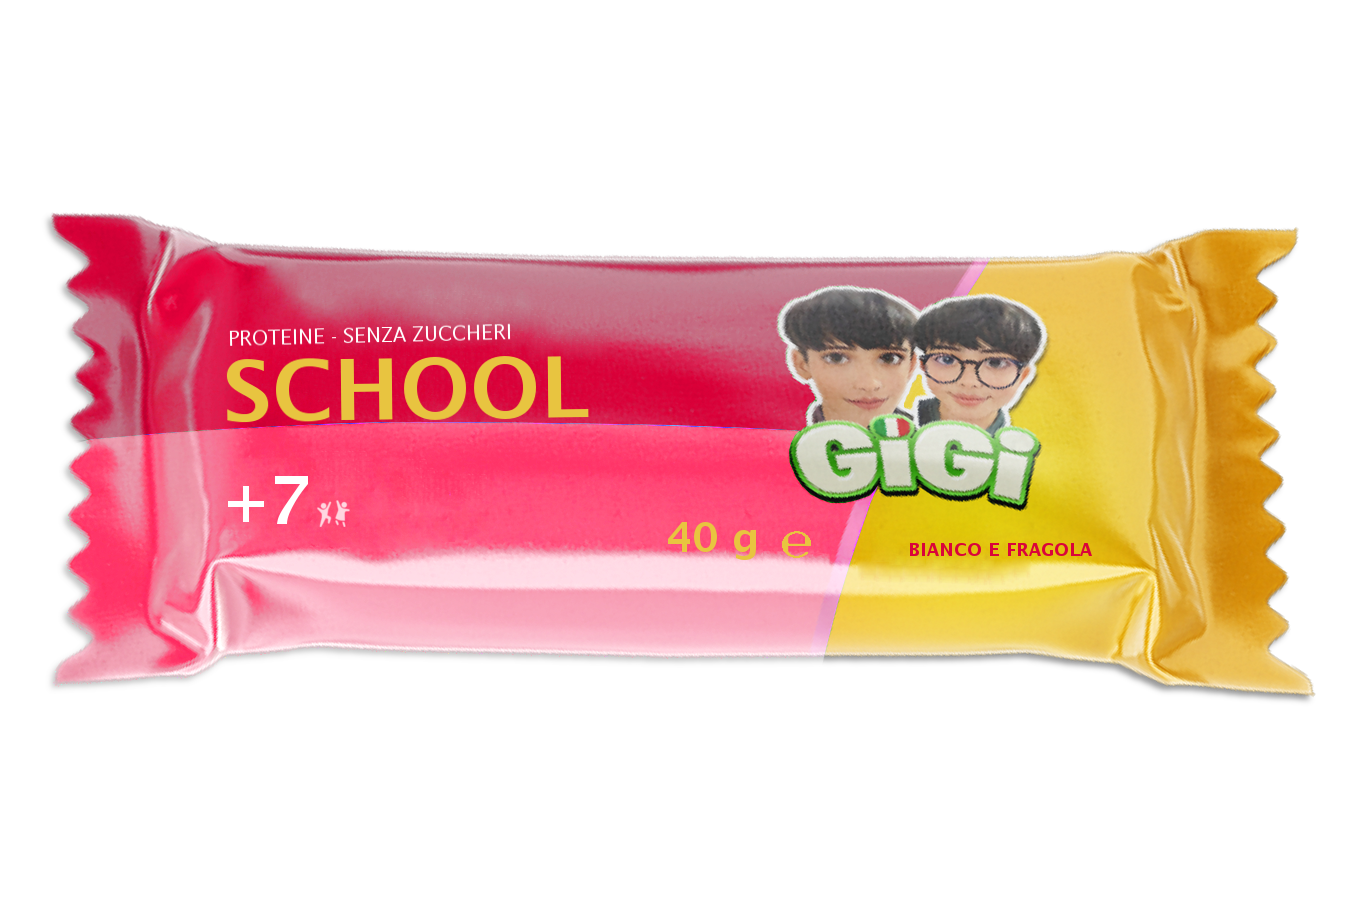 PROTEINE - SENZA ZUCCHERI
SCHOOL
GiGi
+7
40 g ℮
BIANCO E FRAGOLA